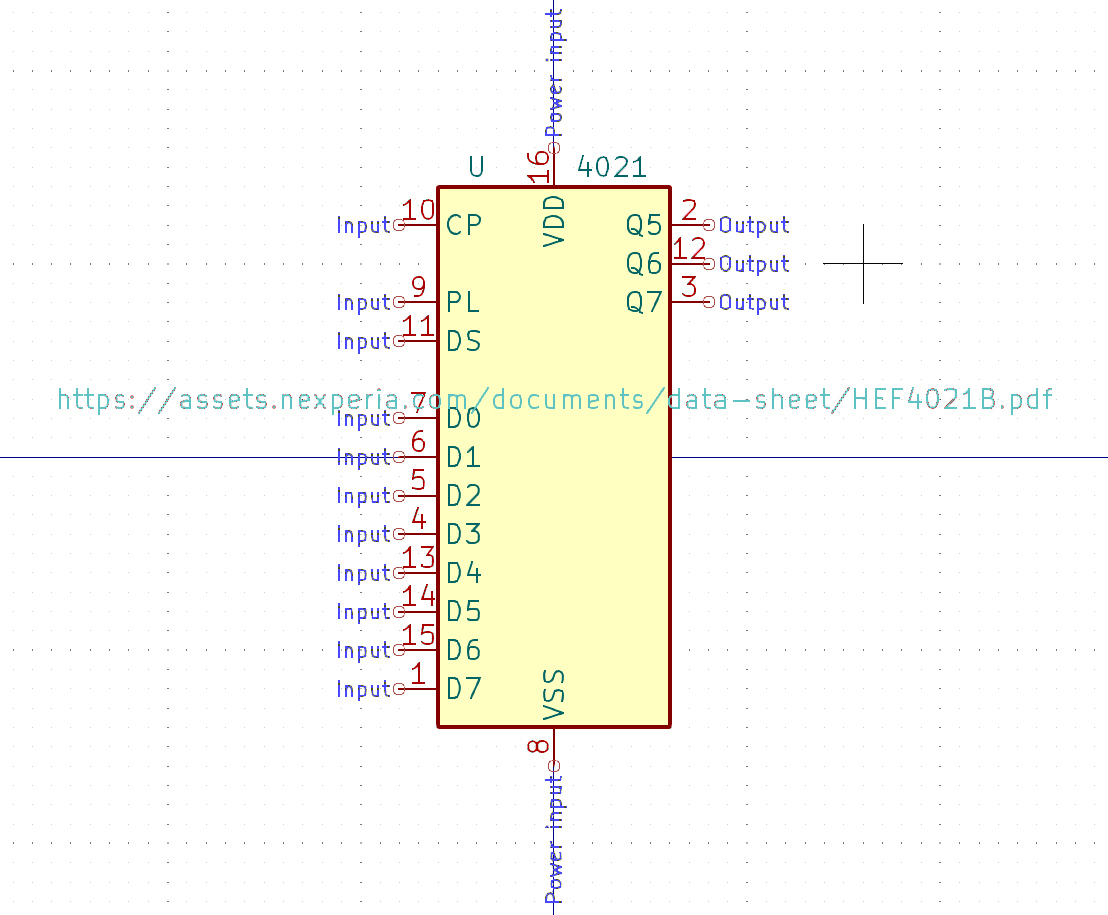 Power input
U 16 4021
Input 10 CP VDD Q5 2 Output
Q6 12 Output
Input 9 PL Q7 3 Output
Input 11 DS
https://assets.nexperia.com/documents/data-sheet/HEF4021B.pdf
Input 7 D0
Input 6 D1
Input 5 D2
Input 4 D3
Input 13 D4
Input 14 D5
Input 15 D6
Input 1 D7
VSS
8
Power input